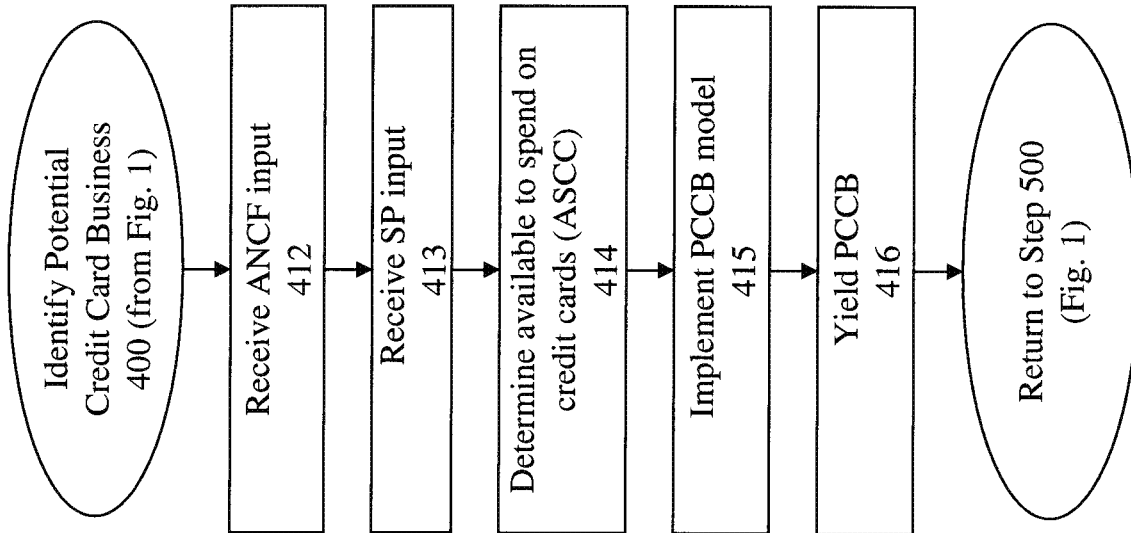 Identify Potential
Credit Card Business
400 (from Fig. 1)
Receive ANCF input
412
Receive SP input
413
Determine available to spend on
credit cards (ASCC)
414
Implement PCCB model
415
Yield PCCB
416
Return to Step 500
(Fig. 1)